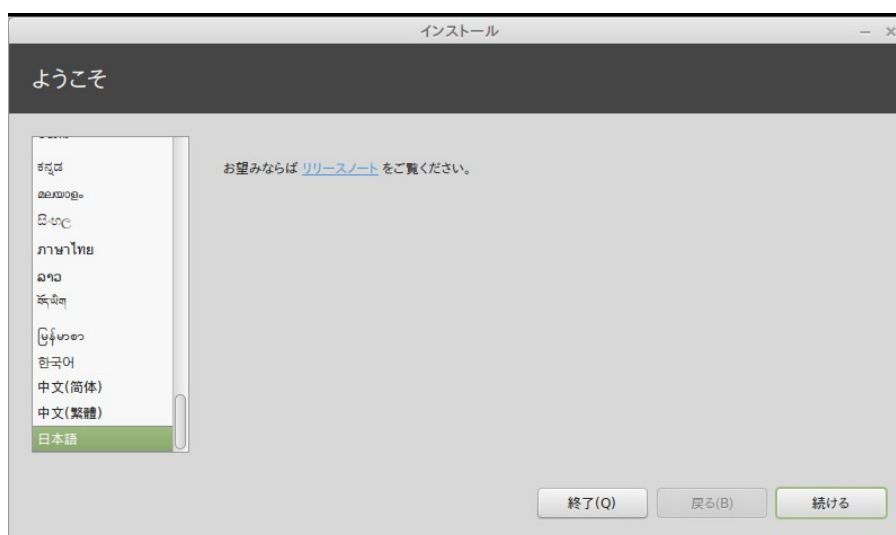 インストール
ようこそ
ಕನ್ನಡ
മലയാളം
සිංහල
ภาษาไทย
ລາວ
བོད་ཡིག
မြန်မာစာ
한국어
中文(简体)
中文(繁體)
日本語
お望みならば リリースノート をご覧ください。
終了(Q)
戻る(B)
続ける